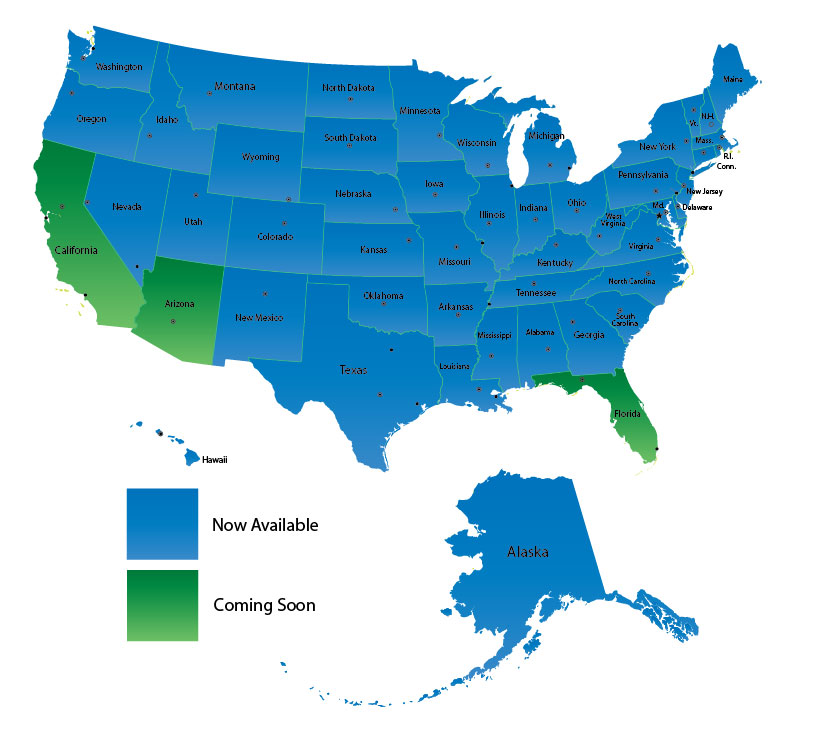 Washington
Montana
North Dakota
Minnesota
Maine
Oregon
Idaho
South Dakota
Wisconsin
Michigan
Vt.
N.H.
New York
Mass.
R.I.
Conn.
Wyoming
Pennsylvania
New Jersey
Nevada
Utah
Nebraska
Iowa
Illinois
Indiana
Ohio
Md.
Delaware
West
Virginia
Virginia
California
Colorado
Kansas
Missouri
Kentucky
North Carolina
Arizona
New Mexico
Oklahoma
Arkansas
Tennessee
South
Carolina
Mississippi
Alabama
Georgia
Texas
Louisiana
Florida
Hawaii
Now Available
Alaska
Coming Soon